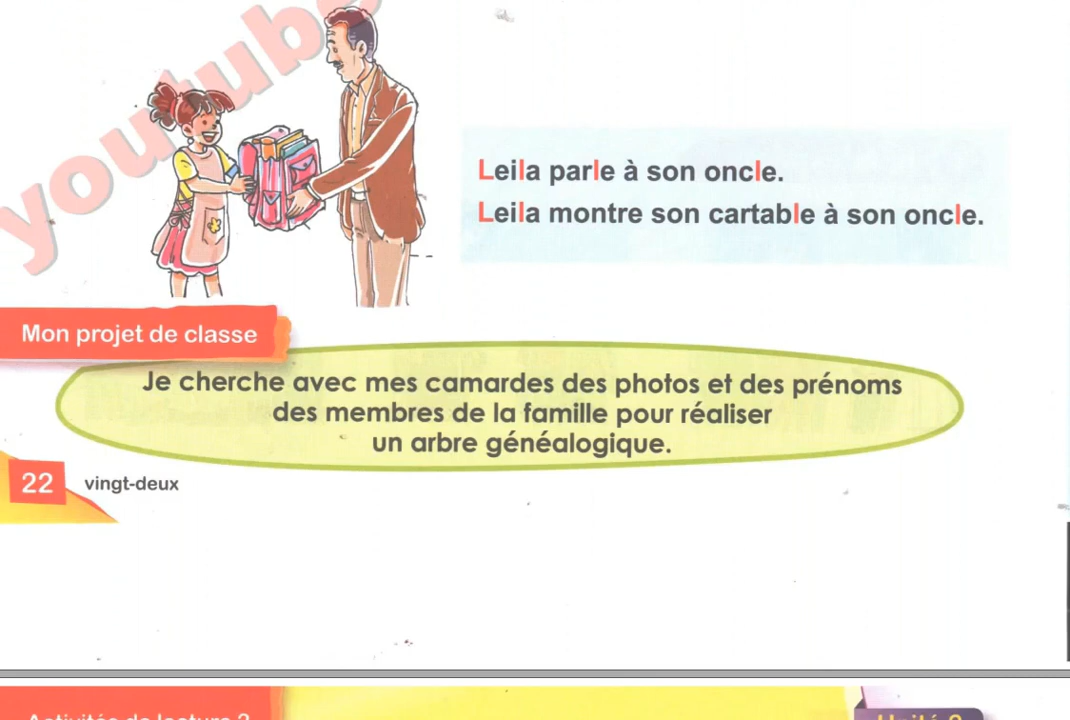 youtube
Leila parle à son oncle.
Leila montre son cartable à son oncle.
Mon projet de classe
Je cherche avec mes camardes des photos et des prénoms
des membres de la famille pour réaliser
un arbre généalogique.
22 vingt-deux